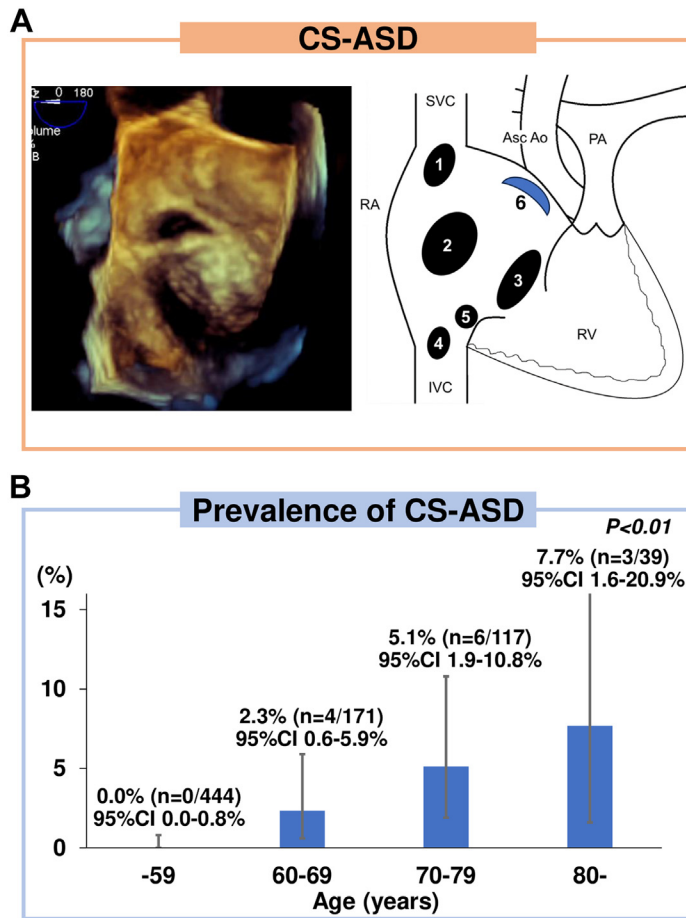 A
CS-ASD
0 180
olume
B
SVC
Asc Ao
PA
RA
1
6
2
3
5
4
RV
IVC
B
Prevalence of CS-ASD
P<0.01
(%)
7.7% (n=3/39)
95%CI 1.6-20.9%
15
5.1% (n=6/117)
95%CI 1.9-10.8%
10
2.3% (n=4/171)
95%CI 0.6-5.9%
5
0.0% (n=0/444)
95%CI 0.0-0.8%
0
-59 60-69 70-79 80-
Age (years)